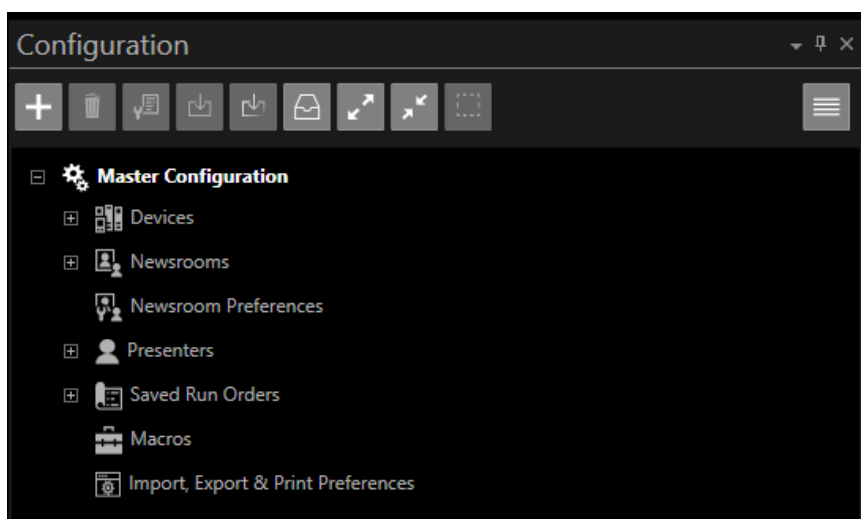 Configuration
Master Configuration
Devices
Newsrooms
Newsroom Preferences
Presenters
Saved Run Orders
Macros
Import, Export & Print Preferences